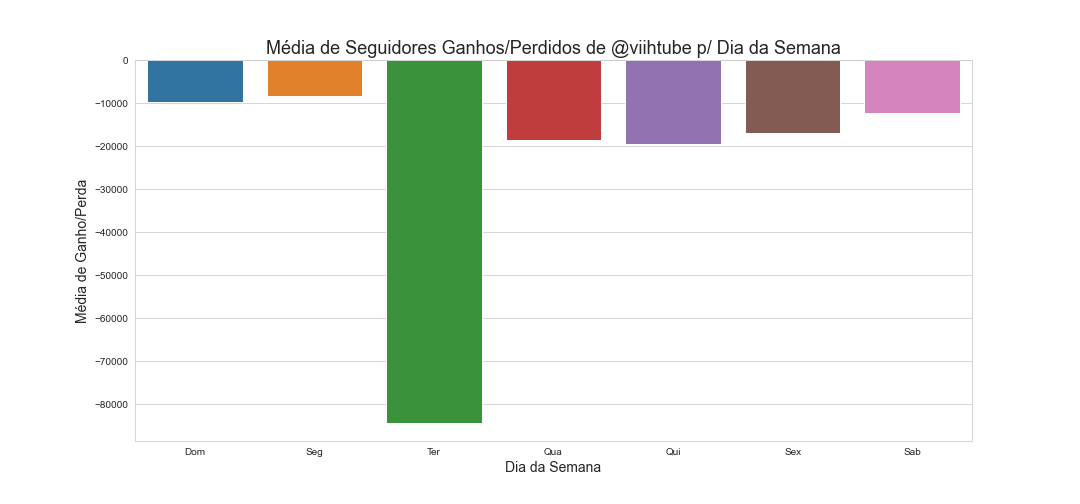 Média de Seguidores Ganhos/Perdidos de @viihtube p/ Dia da Semana
0
−10000
−20000
−30000
−40000
−50000
−60000
−70000
−80000
Média de Ganho/Perda
Dom Seg Ter Qua Qui Sex Sab
Dia da Semana